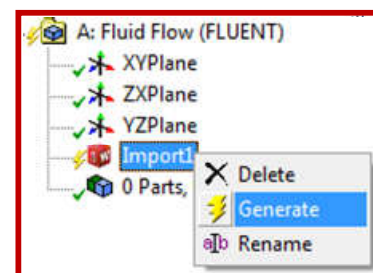 A: Fluid Flow (FLUENT)
XYPlane
ZXPlane
YZPlane
Import1
0 Parts,
Delete
Generate
Rename